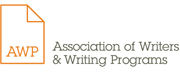 AWP
Association of Writers
& Writing Programs